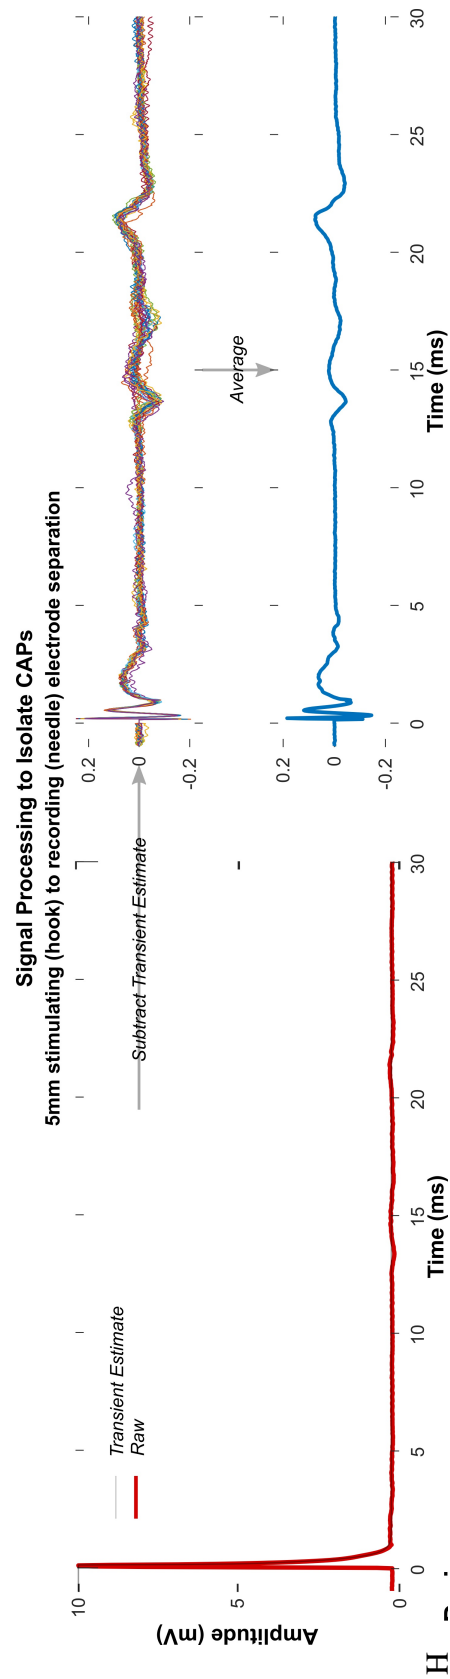 Signal Processing to Isolate CAPs
5mm stimulating (hook) to recording (needle) electrode separation
10
5
0
Amplitude (mV)
Transient Estimate
Raw
0 5 10 15 20 25 30
Time (ms)
Subtract Transient Estimate
0.2
0
-0.2
Average
0.2
0
-0.2
0 5 10 15 20 25 30
Time (ms)
H